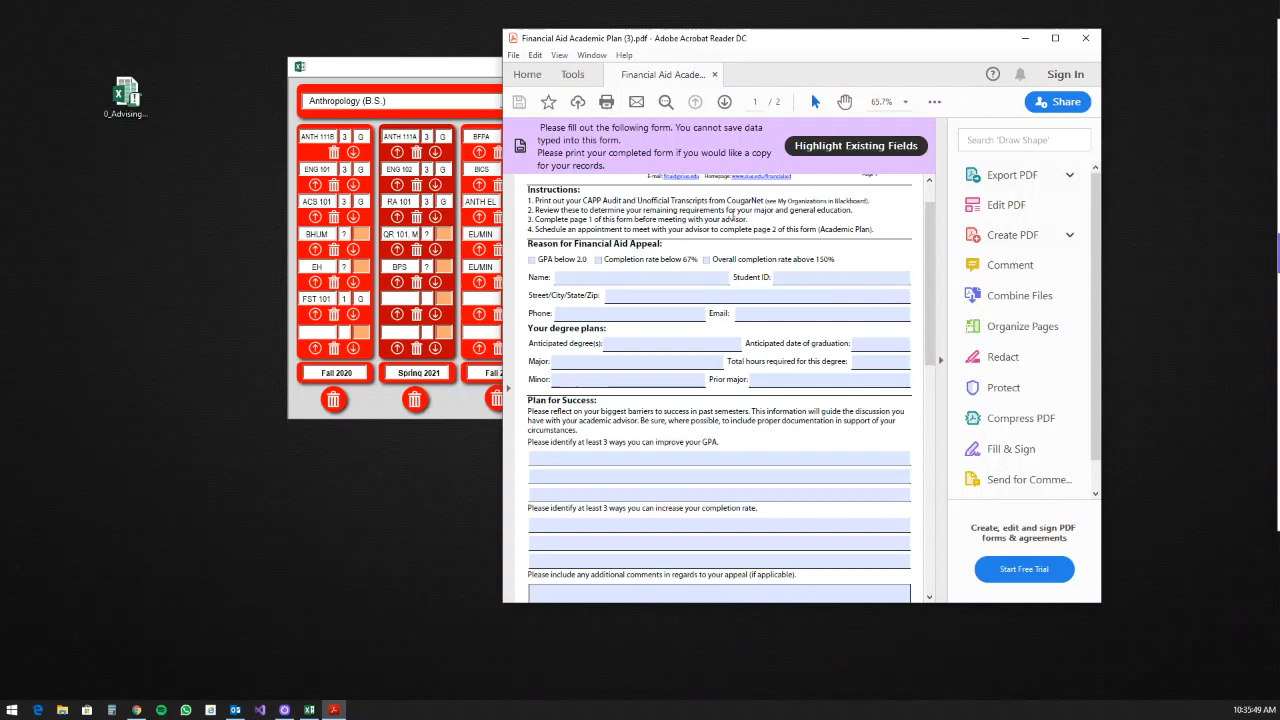 0_Advising...
Anthropology (B.S.)
ANTH 111B 3 G
ENG 101 3 G
ACS 101 3 G
BHUM ?
EH ?
FST 101 1 G
Fall 2020
ANTH 111A 3 G
ENG 102 3 G
RA 101 3 G
QR 101, M ?
BPS ?
Spring 2021
BFPA
BICS
ANTH EL
EL/MIN
EL/MIN
Fall 2
Financial Aid Academic Plan (3).pdf - Adobe Acrobat Reader DC
File Edit View Window Help
Home Tools Financial Aid Acade... × Sign In
1 / 2 65.7% Share
Please fill out the following form. You cannot save data
typed into this form.
Please print your completed form if you would like a copy
for your records.
Highlight Existing Fields
E-mail: finaid@siue.edu Homepage: www.siue.edu/financialaid Page 1
Instructions:
1. Print out your CAPP Audit and Unofficial Transcripts from CougarNet (see My Organizations in Blackboard).
2. Review these to determine your remaining requirements for your major and general education.
3. Complete page 1 of this form before meeting with your advisor.
4. Schedule an appointment to meet with your advisor to complete page 2 of this form (Academic Plan).
Reason for Financial Aid Appeal:
GPA below 2.0 Completion rate below 67% Overall completion rate above 150%
Name: Student ID:
Street/City/State/Zip:
Phone: Email:
Your degree plans:
Anticipated degree(s): Anticipated date of graduation:
Major: Total hours required for this degree:
Minor: Prior major:
Plan for Success:
Please reflect on your biggest barriers to success in past semesters. This information will guide the discussion you
have with your academic advisor. Be sure, where possible, to include proper documentation in support of your
circumstances.
Please identify at least 3 ways you can improve your GPA.
Please identify at least 3 ways you can increase your completion rate.
Please include any additional comments in regards to your appeal (if applicable).
Search 'Draw Shape'
Export PDF
Edit PDF
Create PDF
Comment
Combine Files
Organize Pages
Redact
Protect
Compress PDF
Fill & Sign
Send for Comme...
Create, edit and sign PDF
forms & agreements
Start Free Trial
10:35:49 AM